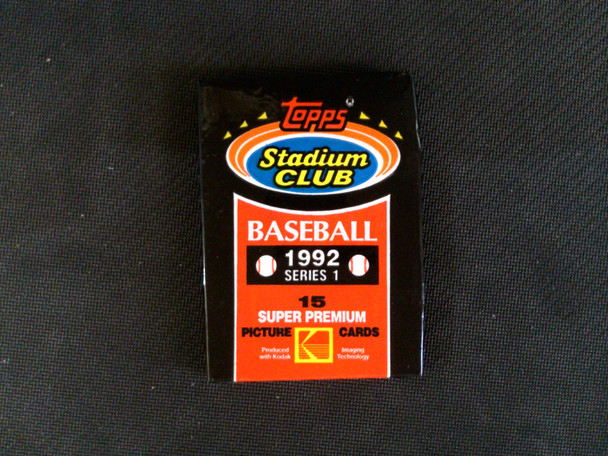 TOPPS®
Stadium
CLUB
BASEBALL
1992
SERIES 1
15
SUPER PREMIUM
PICTURE CARDS
Produced with Kodak
Imaging Technology